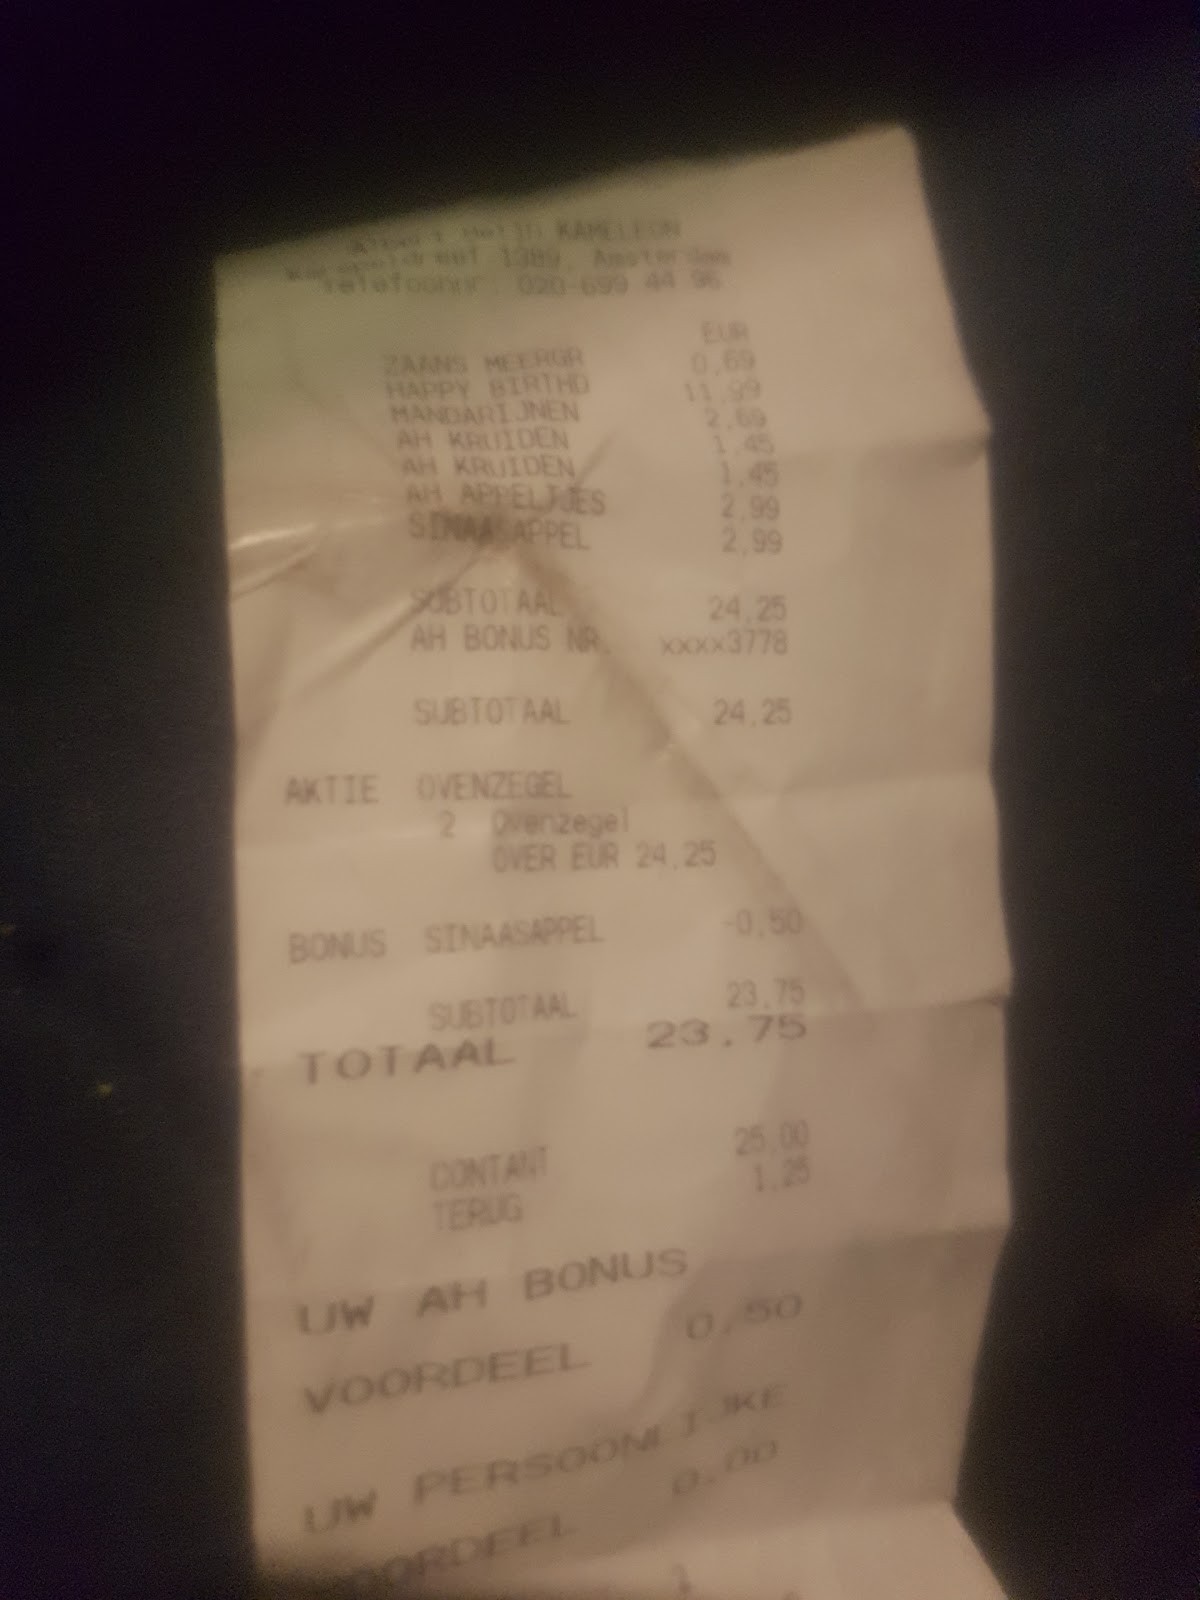 KAMELEON
1389, Amsterdam
Telefoonnr: 020-699 44 96
EUR
ZAANS MEERGR 0,69
HAPPY BIRTHD 11,99
MANDARIJNEN 2,69
AH KRUIDEN 1,45
AH KRUIDEN 1,45
AH APPELTJES 2,99
SINAASAPPEL 2,99
SUBTOTAAL 24,25
AH BONUS NR. xxxx3778
SUBTOTAAL 24,25
AKTIE OVENZEGEL
2 Ovenzegel
OVER EUR 24,25
BONUS SINAASAPPEL -0,50
SUBTOTAAL 23,75
TOTAAL 23,75
CONTANT 25,00
TERUG 1,25
UW AH BONUS
VOORDEEL 0,50
UW PERSOONLIJKE
VOORDEEL 0,00
1